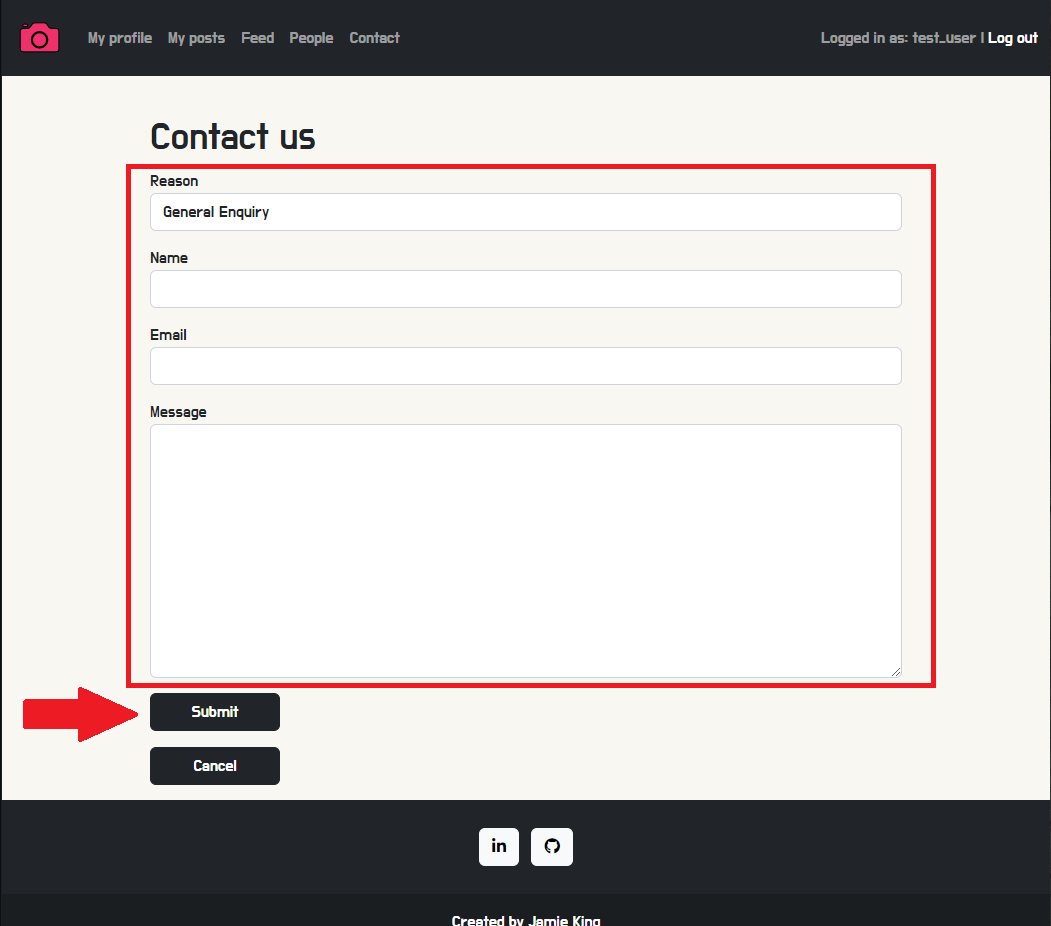 My profile My posts Feed People Contact Logged in as: test_user | Log out
Contact us
Reason
General Enquiry
Name
Email
Message
Submit
Cancel
in
Created by Jamie King